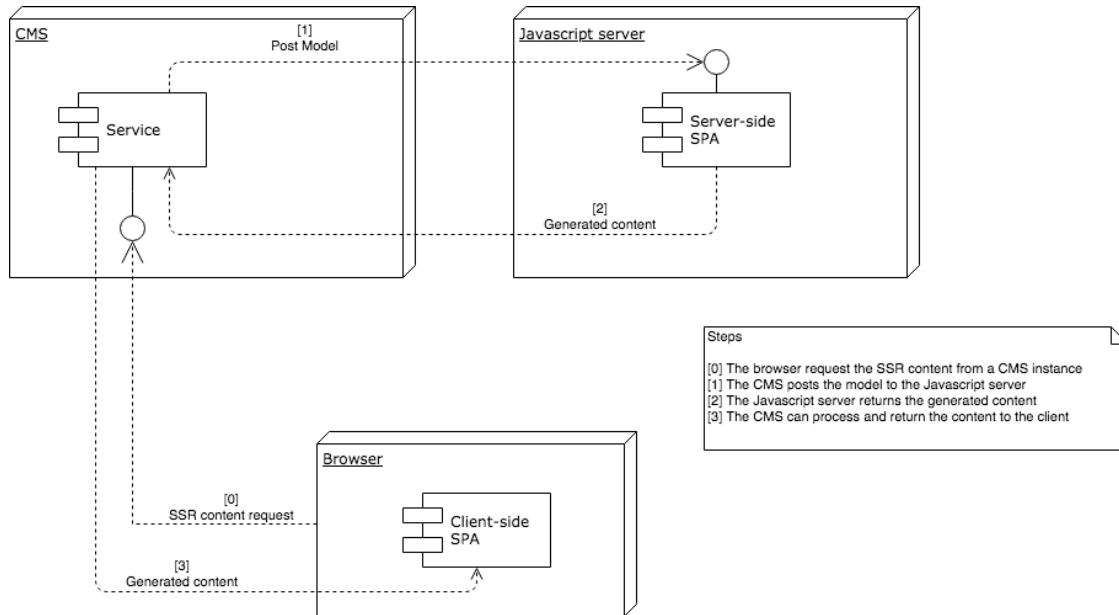 CMS
[1]
Post Model
Javascript server
Service
Server-side
SPA
[2]
Generated content
Steps
[0] The browser request the SSR content from a CMS instance
[1] The CMS posts the model to the Javascript server
[2] The Javascript server returns the generated content
[3] The CMS can process and return the content to the client
Browser
[0]
SSR content request
Client-side
SPA
[3]
Generated content